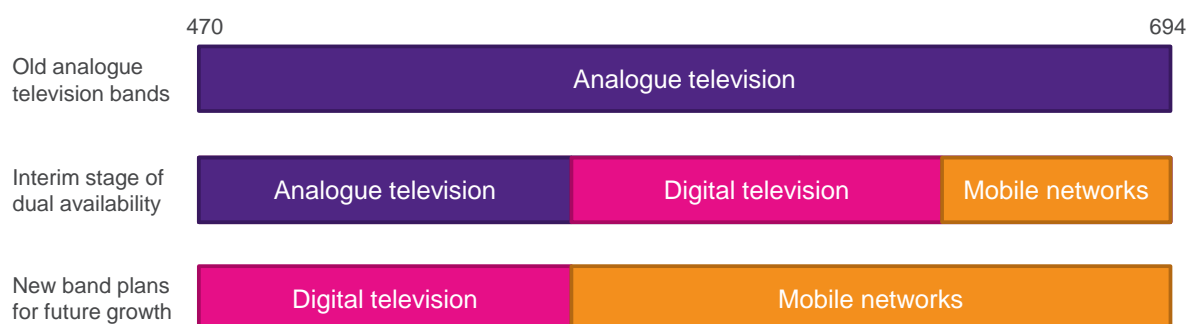 470
694
Old analogue
television bands
Analogue television
Interim stage of
dual availability
Analogue television
Digital television
Mobile networks
New band plans
for future growth
Digital television
Mobile networks